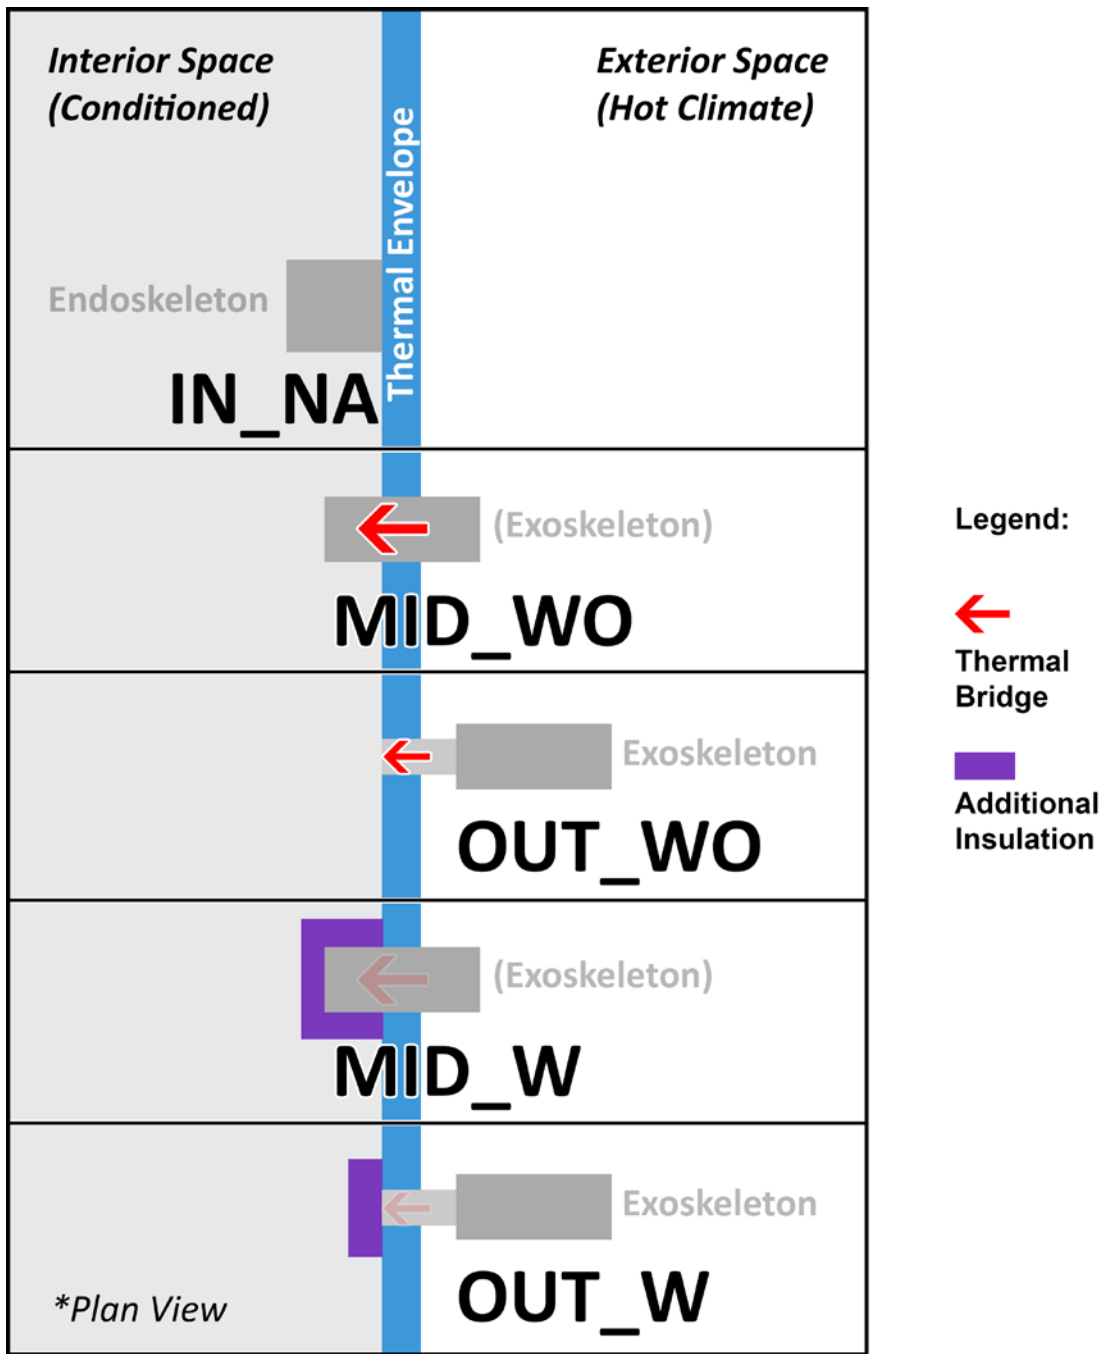 Interior Space
(Conditioned)
Exterior Space
(Hot Climate)
Thermal Envelope
Endoskeleton
IN_NA
(Exoskeleton)
MID_WO
Exoskeleton
OUT_WO
(Exoskeleton)
MID_W
Exoskeleton
OUT_W
*Plan View
Legend:
Thermal
Bridge
Additional
Insulation